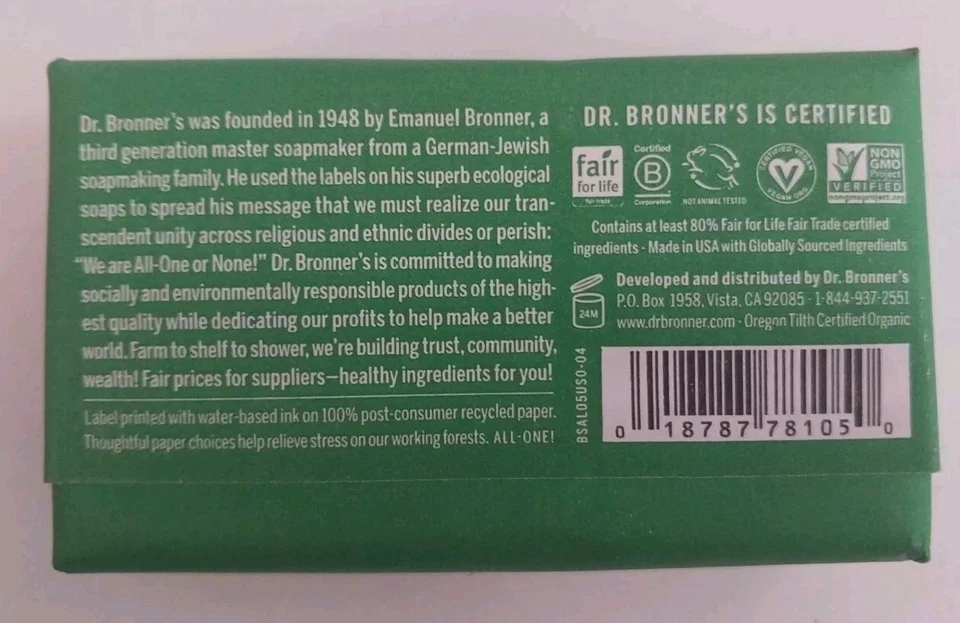 Dr. Bronner's was founded in 1948 by Emanuel Bronner, a
third generation master soapmaker from a German-Jewish
soapmaking family. He used the labels on his superb ecological
soaps to spread his message that we must realize our tran-
scendent unity across religious and ethnic divides or perish:
"We are All-One or None!" Dr. Bronner's is committed to making
socially and environmentally responsible products of the high-
est quality while dedicating our profits to help make a better
world. Farm to shelf to shower, we're building trust, community,
wealth! Fair prices for suppliers—healthy ingredients for you!
Label printed with water-based ink on 100% post-consumer recycled paper.
Thoughtful paper choices help relieve stress on our working forests. ALL-ONE!
DR. BRONNER'S IS CERTIFIED
fair
for life
fair trade
Certified
B
Corporation
NOT ANIMAL TESTED
CERTIFIED VEGAN
V
VEGAN.ORG
NON
GMO
Project
VERIFIED
nongmoproject.org
Contains at least 80% Fair for Life Fair Trade certified
ingredients · Made in USA with Globally Sourced Ingredients
24M
Developed and distributed by Dr. Bronner's
P.O. Box 1958, Vista, CA 92085 · 1-844-937-2551
www.drbronner.com · Oregon Tilth Certified Organic
BSAL05US0-04
0 18787 78105 0